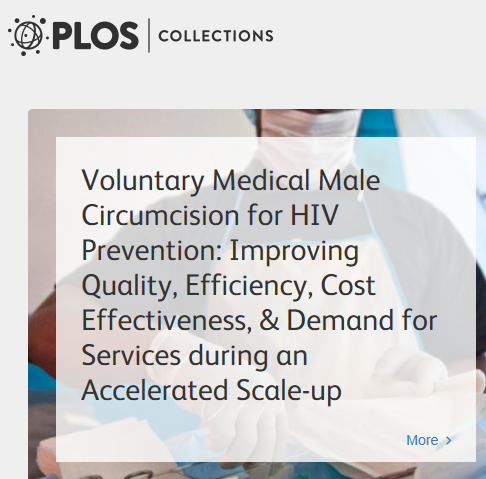 PLOS COLLECTIONS
Voluntary Medical Male
Circumcision for HIV
Prevention: Improving
Quality, Efficiency, Cost
Effectiveness, & Demand for
Services during an
Accelerated Scale-up
More >